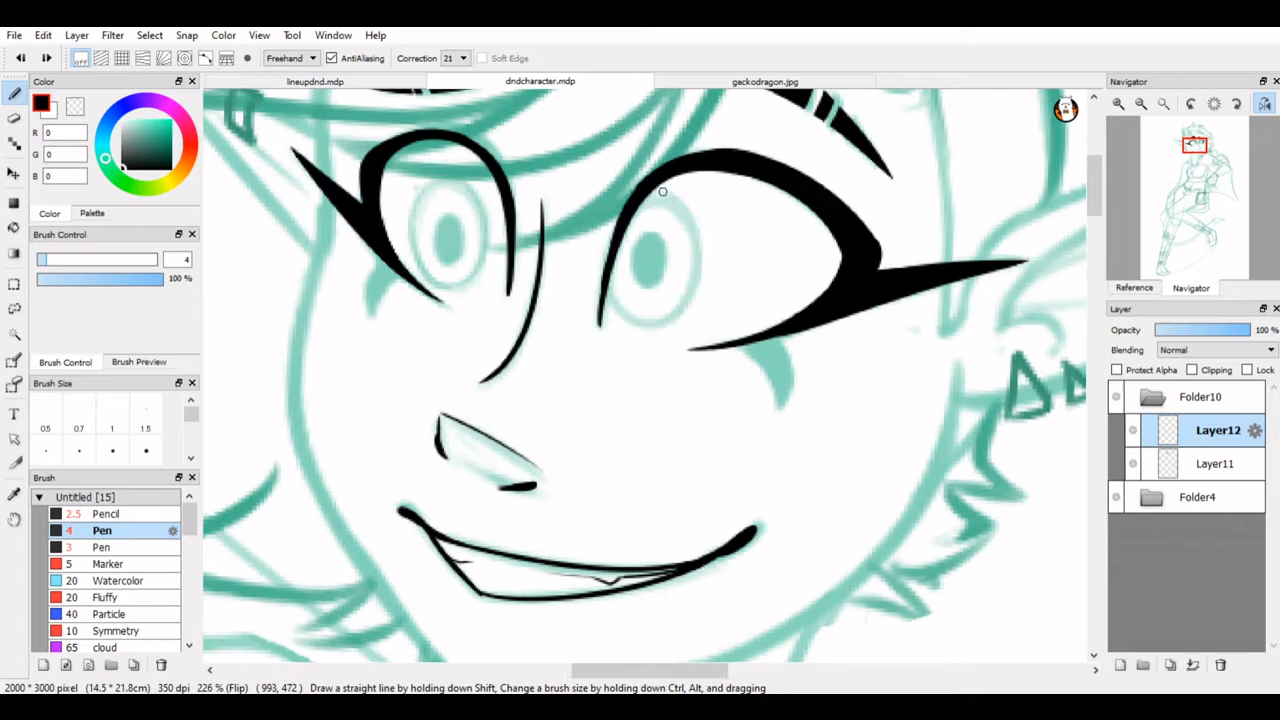 File Edit Layer Filter Select Snap Color View Tool Window Help
off Freehand AntiAliasing Correction 21 Soft Edge
Color
lineupdnd.mdp dndcharacter.mdp geckodragon.jpg
Navigator
R 0
G 0
B 0
Color Palette
Brush Control
4
100 %
Brush Control Brush Preview
Brush Size
0.5 0.7 1 1.5
Brush
Untitled [15]
2.5 Pencil
4 Pen
3 Pen
5 Marker
20 Watercolor
20 Fluffy
40 Particle
10 Symmetry
65 cloud
Reference Navigator
Layer
Opacity 100 %
Blending Normal
Protect Alpha Clipping Lock
Folder10
Layer12
Layer11
Folder4
2000 * 3000 pixel (14.5 * 21.8cm) 350 dpi 226 % (Flip) ( 993, 472 ) Draw a straight line by holding down Shift, Change a brush size by holding down Ctrl, Alt, and dragging